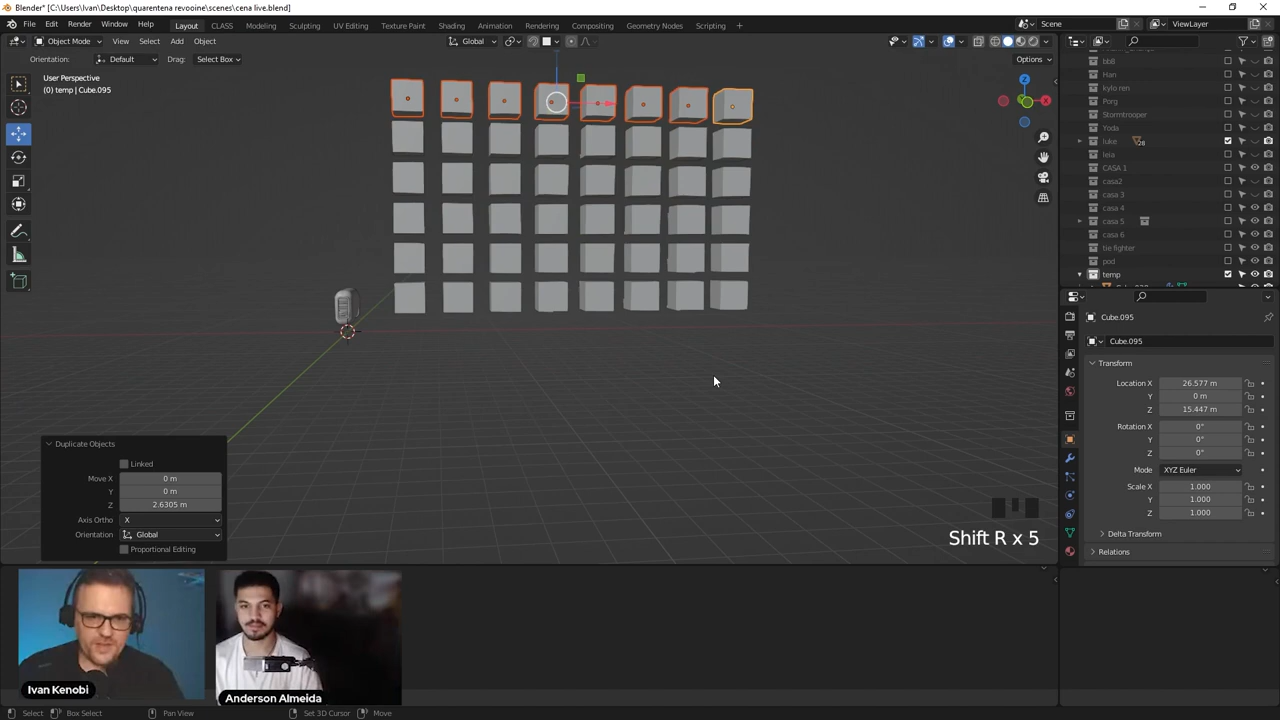 Blender* [C:\Users\Ivan\Desktop\quarentena revooine\scenes\cena live.blend]
File Edit Render Window Help Layout CLASS Modeling Sculpting UV Editing Texture Paint Shading Animation Rendering Compositing Geometry Nodes Scripting + Scene ViewLayer
Object Mode View Select Add Object Global
Orientation: Default Drag: Select Box Options
User Perspective
(0) temp | Cube.095
X
Z
bb8
Han
kylo ren
Porg
Stormtrooper
Yoda
luke 28
leia
CASA 1
casa2
casa 3
casa 4
casa 5
casa 6
tie fighter
pod
temp
Cube.095
Cube.095
Transform
Location X 26.577 m
Y 0 m
Z 15.447 m
Rotation X 0°
Y 0°
Z 0°
Mode XYZ Euler
Scale X 1.000
Y 1.000
Z 1.000
Delta Transform
Relations
Duplicate Objects
Linked
Move X 0 m
Y 0 m
Z 2.6305 m
Axis Ortho X
Orientation Global
Proportional Editing
Shift R x 5
Ivan Kenobi
Anderson Almeida
Select Box Select Pan View Set 3D Cursor Move